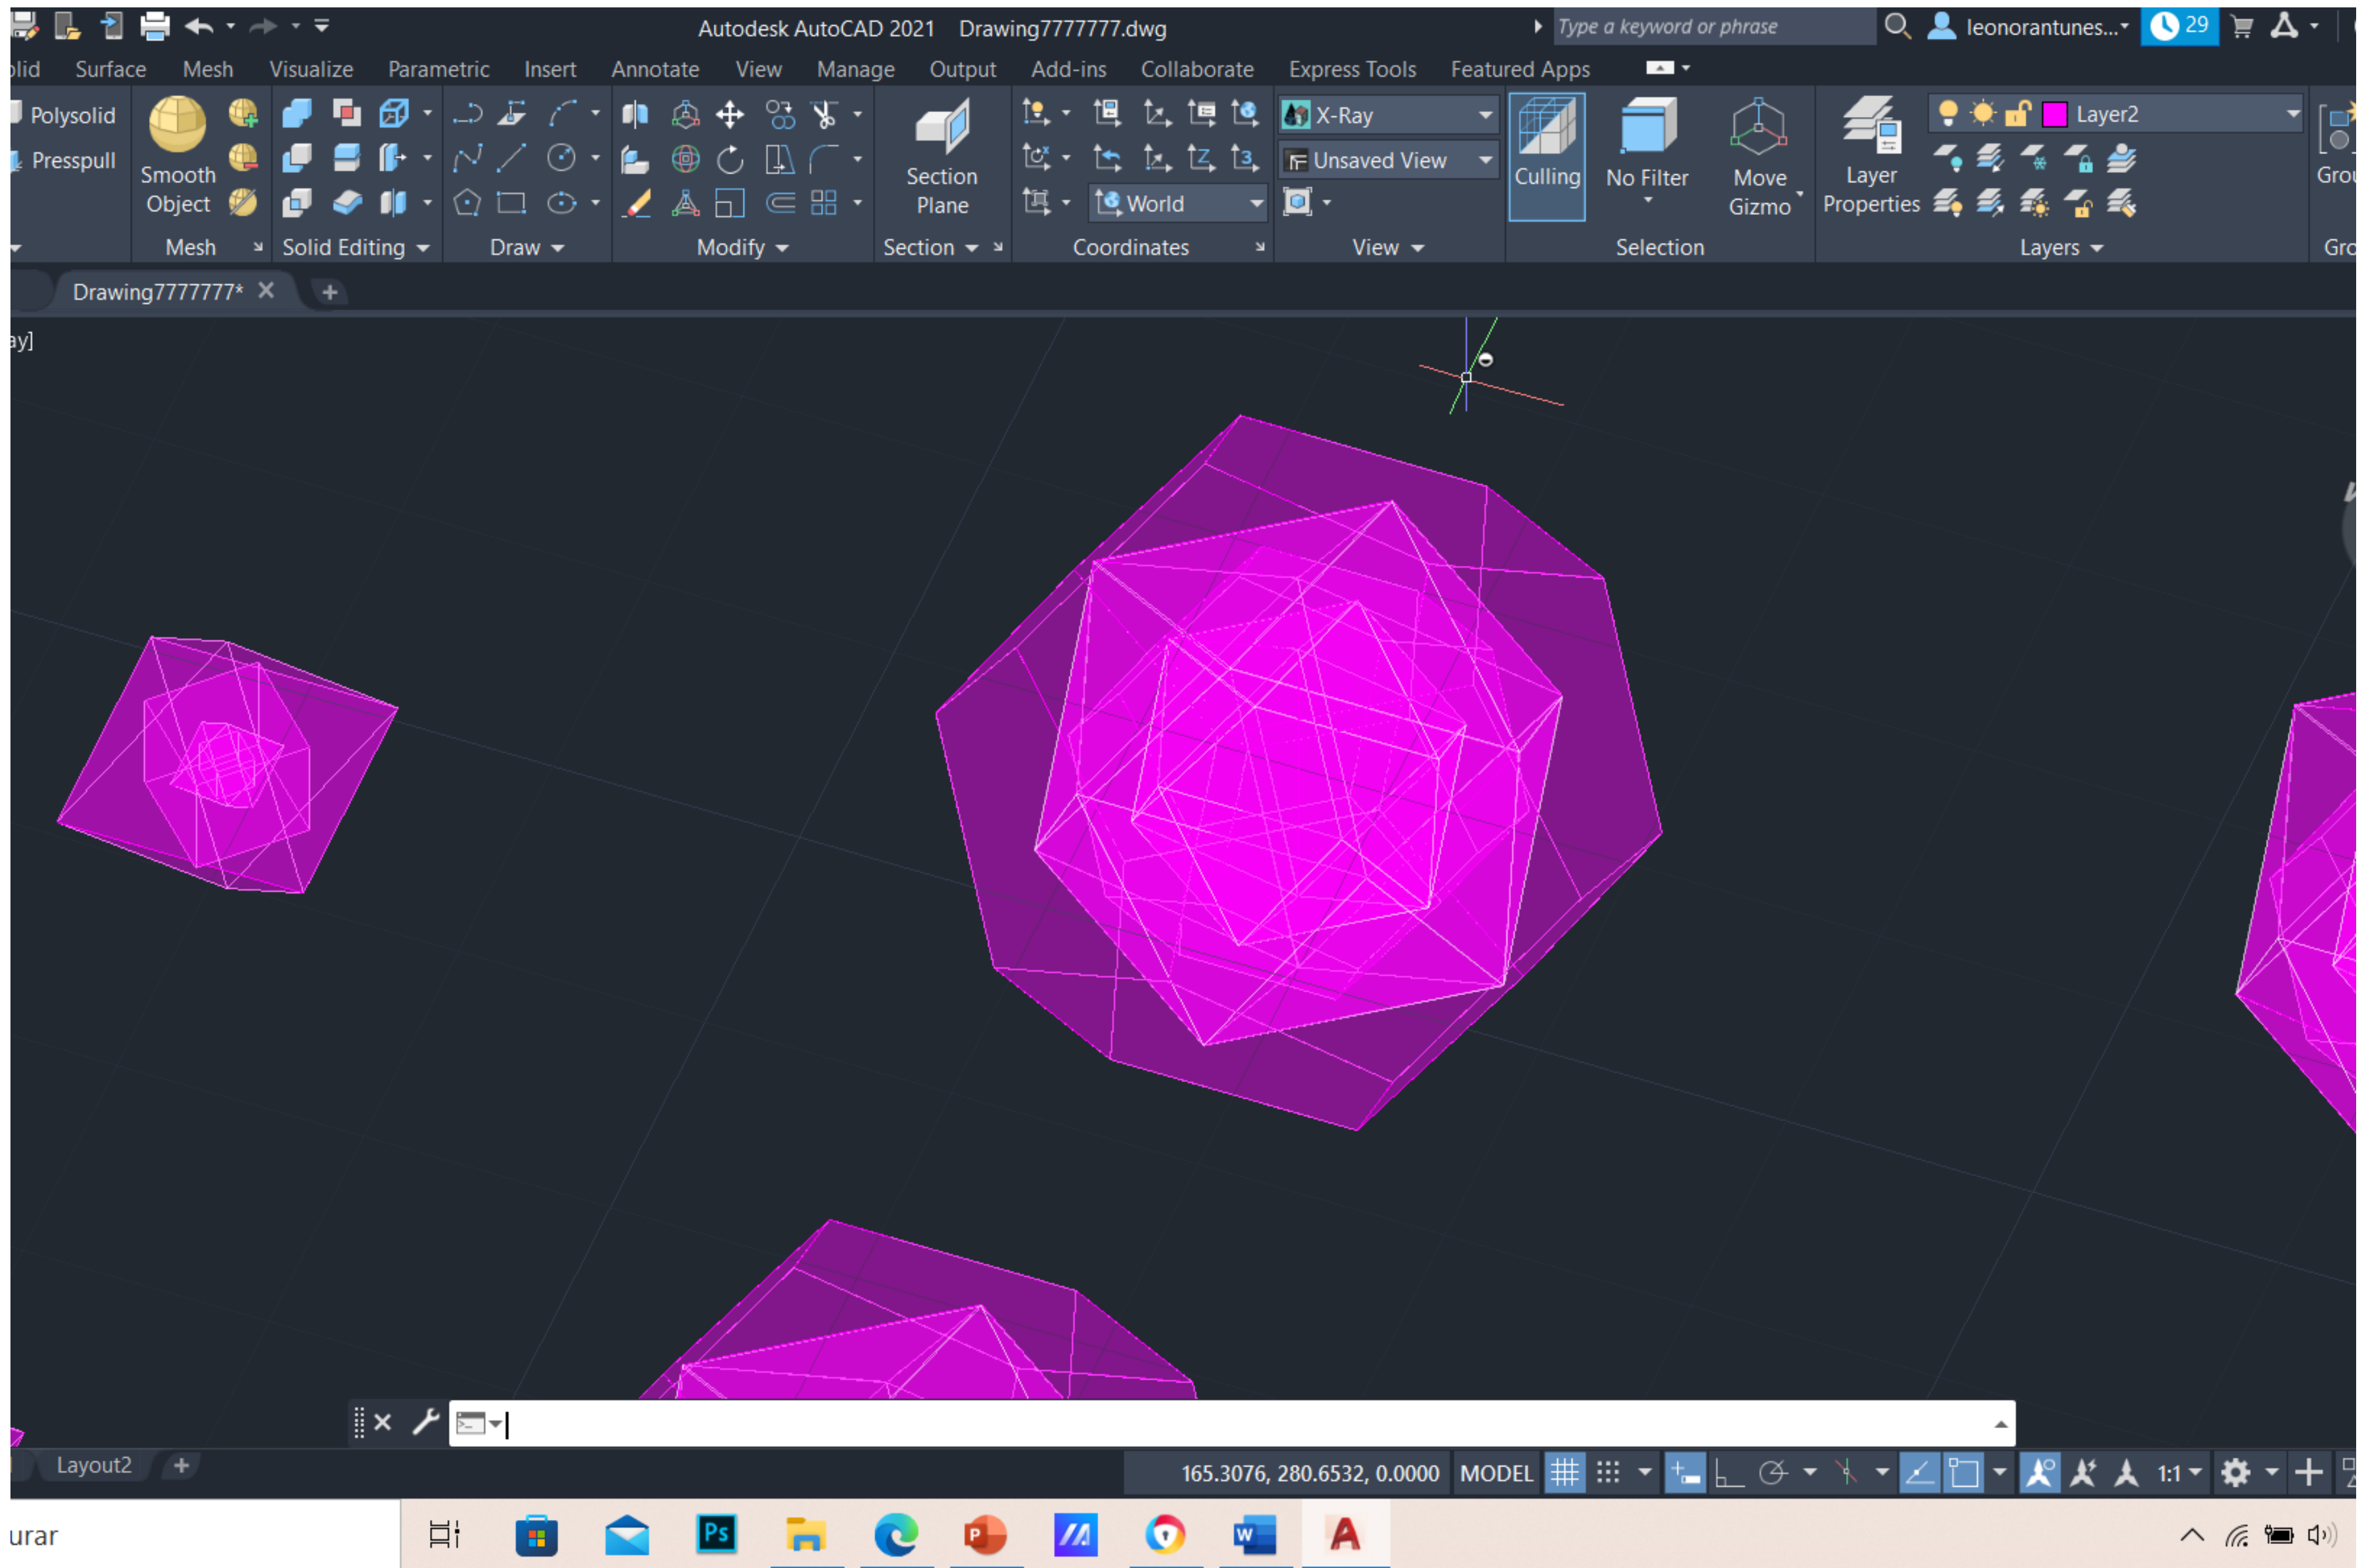 Autodesk AutoCAD 2021 Drawing7777777.dwg Type a keyword or phrase leonorantunes... 29
olid Surface Mesh Visualize Parametric Insert Annotate View Manage Output Add-ins Collaborate Express Tools Featured Apps
Polysolid
Presspull
Smooth
Object
Section
Plane
World
X-Ray
Unsaved View
Culling
No Filter
Move
Gizmo
Layer
Properties
Layer2
Grou
Mesh Solid Editing Draw Modify Section Coordinates View Selection Layers Gro
Drawing7777777*
ay]
Layout2
165.3076, 280.6532, 0.0000 MODEL 1:1
urar
Ps
P
W
A